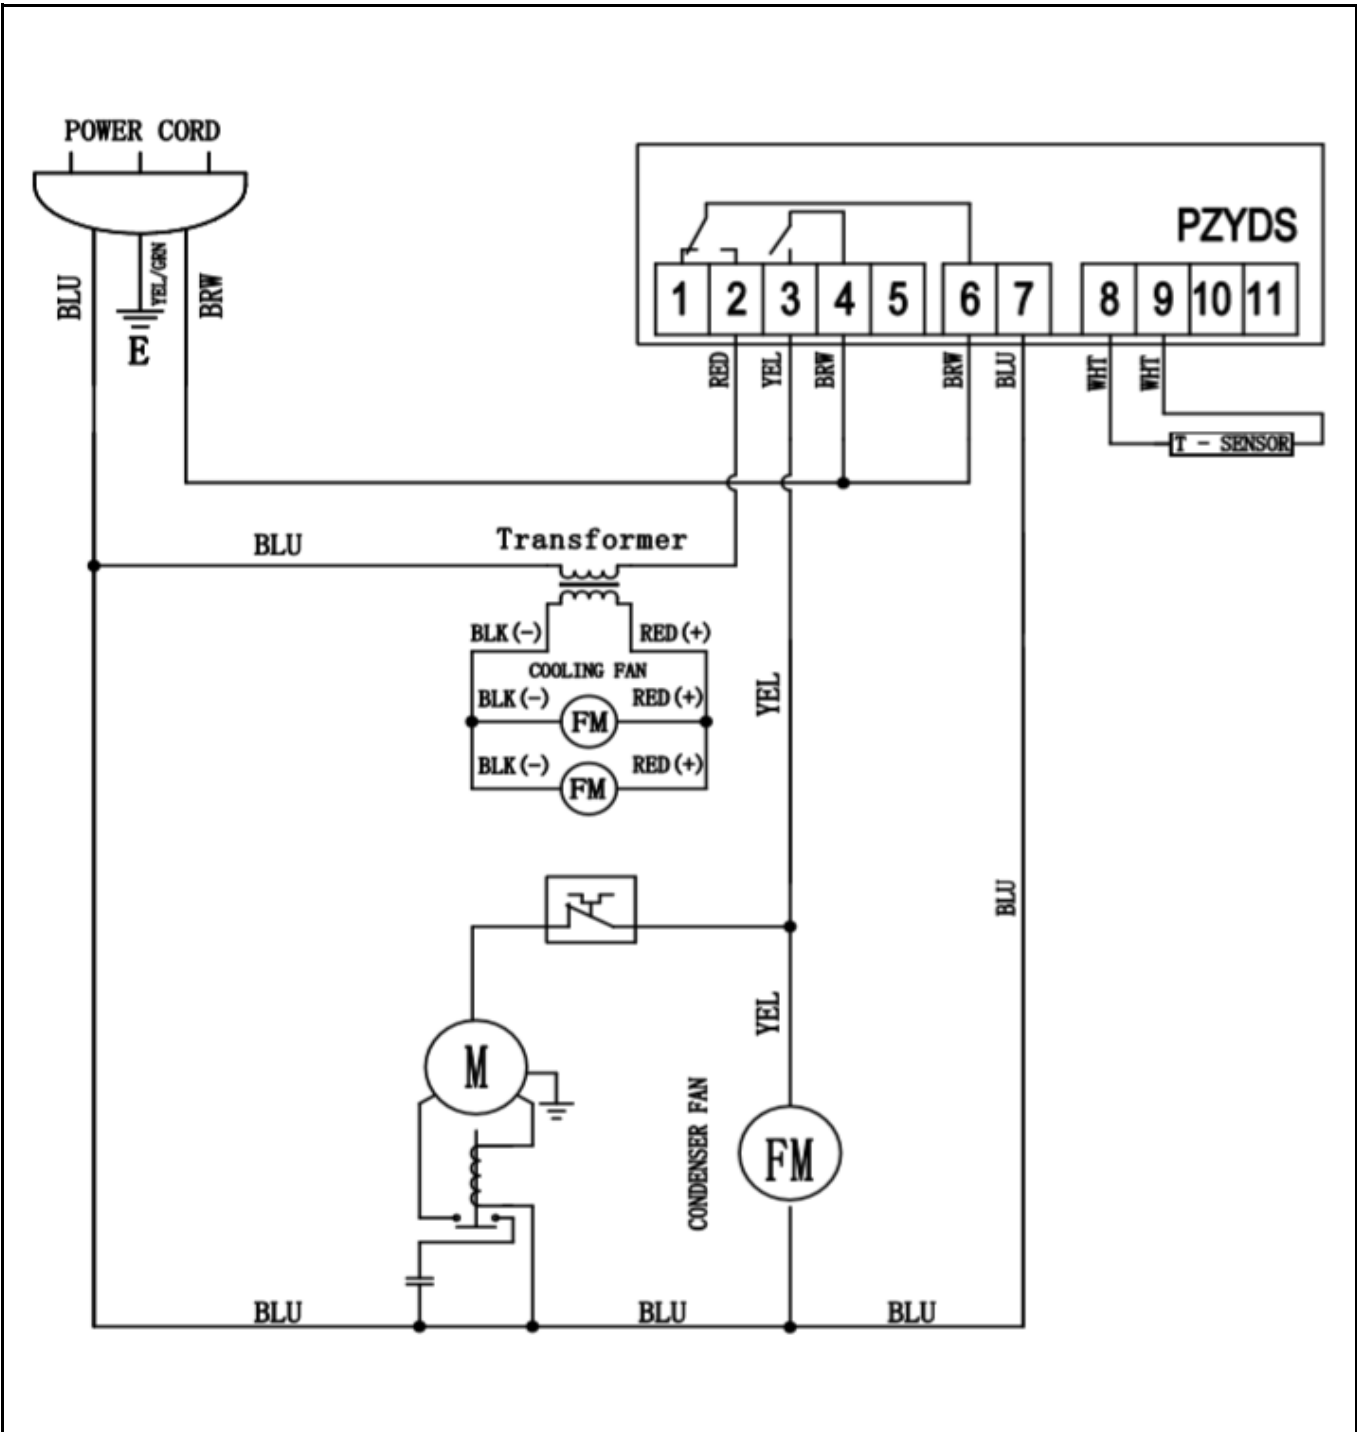 POWER CORD
BLU
YEL/GRN
BRW
E
PZYDS
1 2 3 4 5 6 7 8 9 10 11
RED
YEL
BRW
BRW
BLU
WHT
WHT
T - SENSOR
BLU
Transformer
BLK(-)
RED(+)
COOLING FAN
BLK(-)
RED(+)
FM
BLK(-)
RED(+)
FM
YEL
BLU
YEL
M
CONDENSER FAN
FM
BLU
BLU
BLU